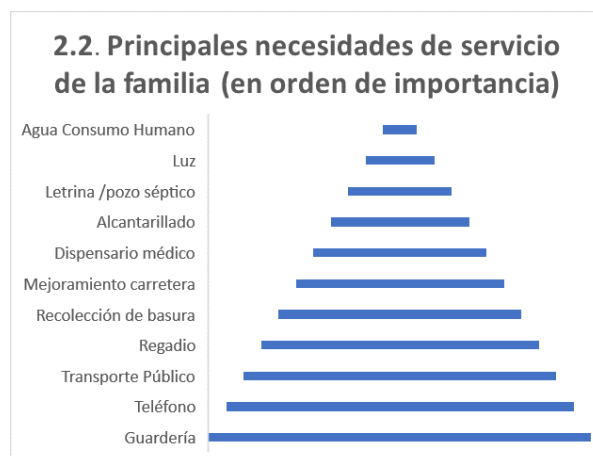 2.2. Principales necesidades de servicio
de la familia (en orden de importancia)
Agua Consumo Humano
Luz
Letrina /pozo séptico
Alcantarillado
Dispensario médico
Mejoramiento carretera
Recolección de basura
Regadio
Transporte Público
Teléfono
Guardería